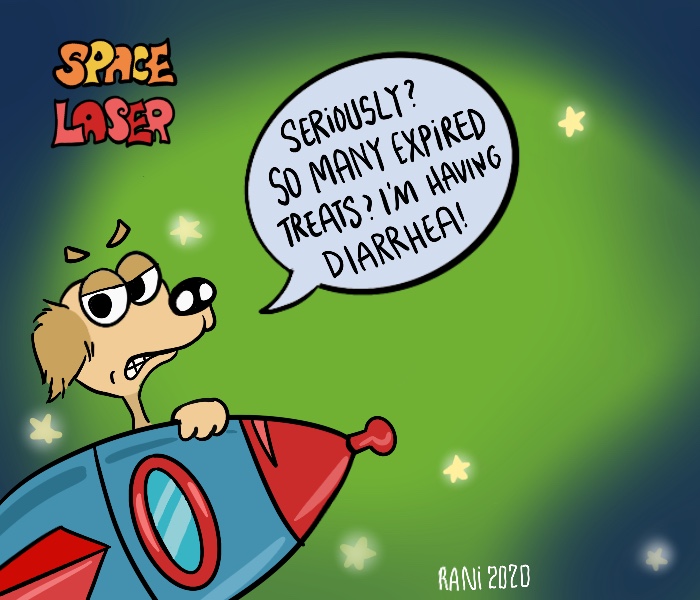 SPACE
LASER
SERIOUSLY?
SO MANY EXPIRED
TREATS? I'M HAVING
DIARRHEA!
RANI 2020